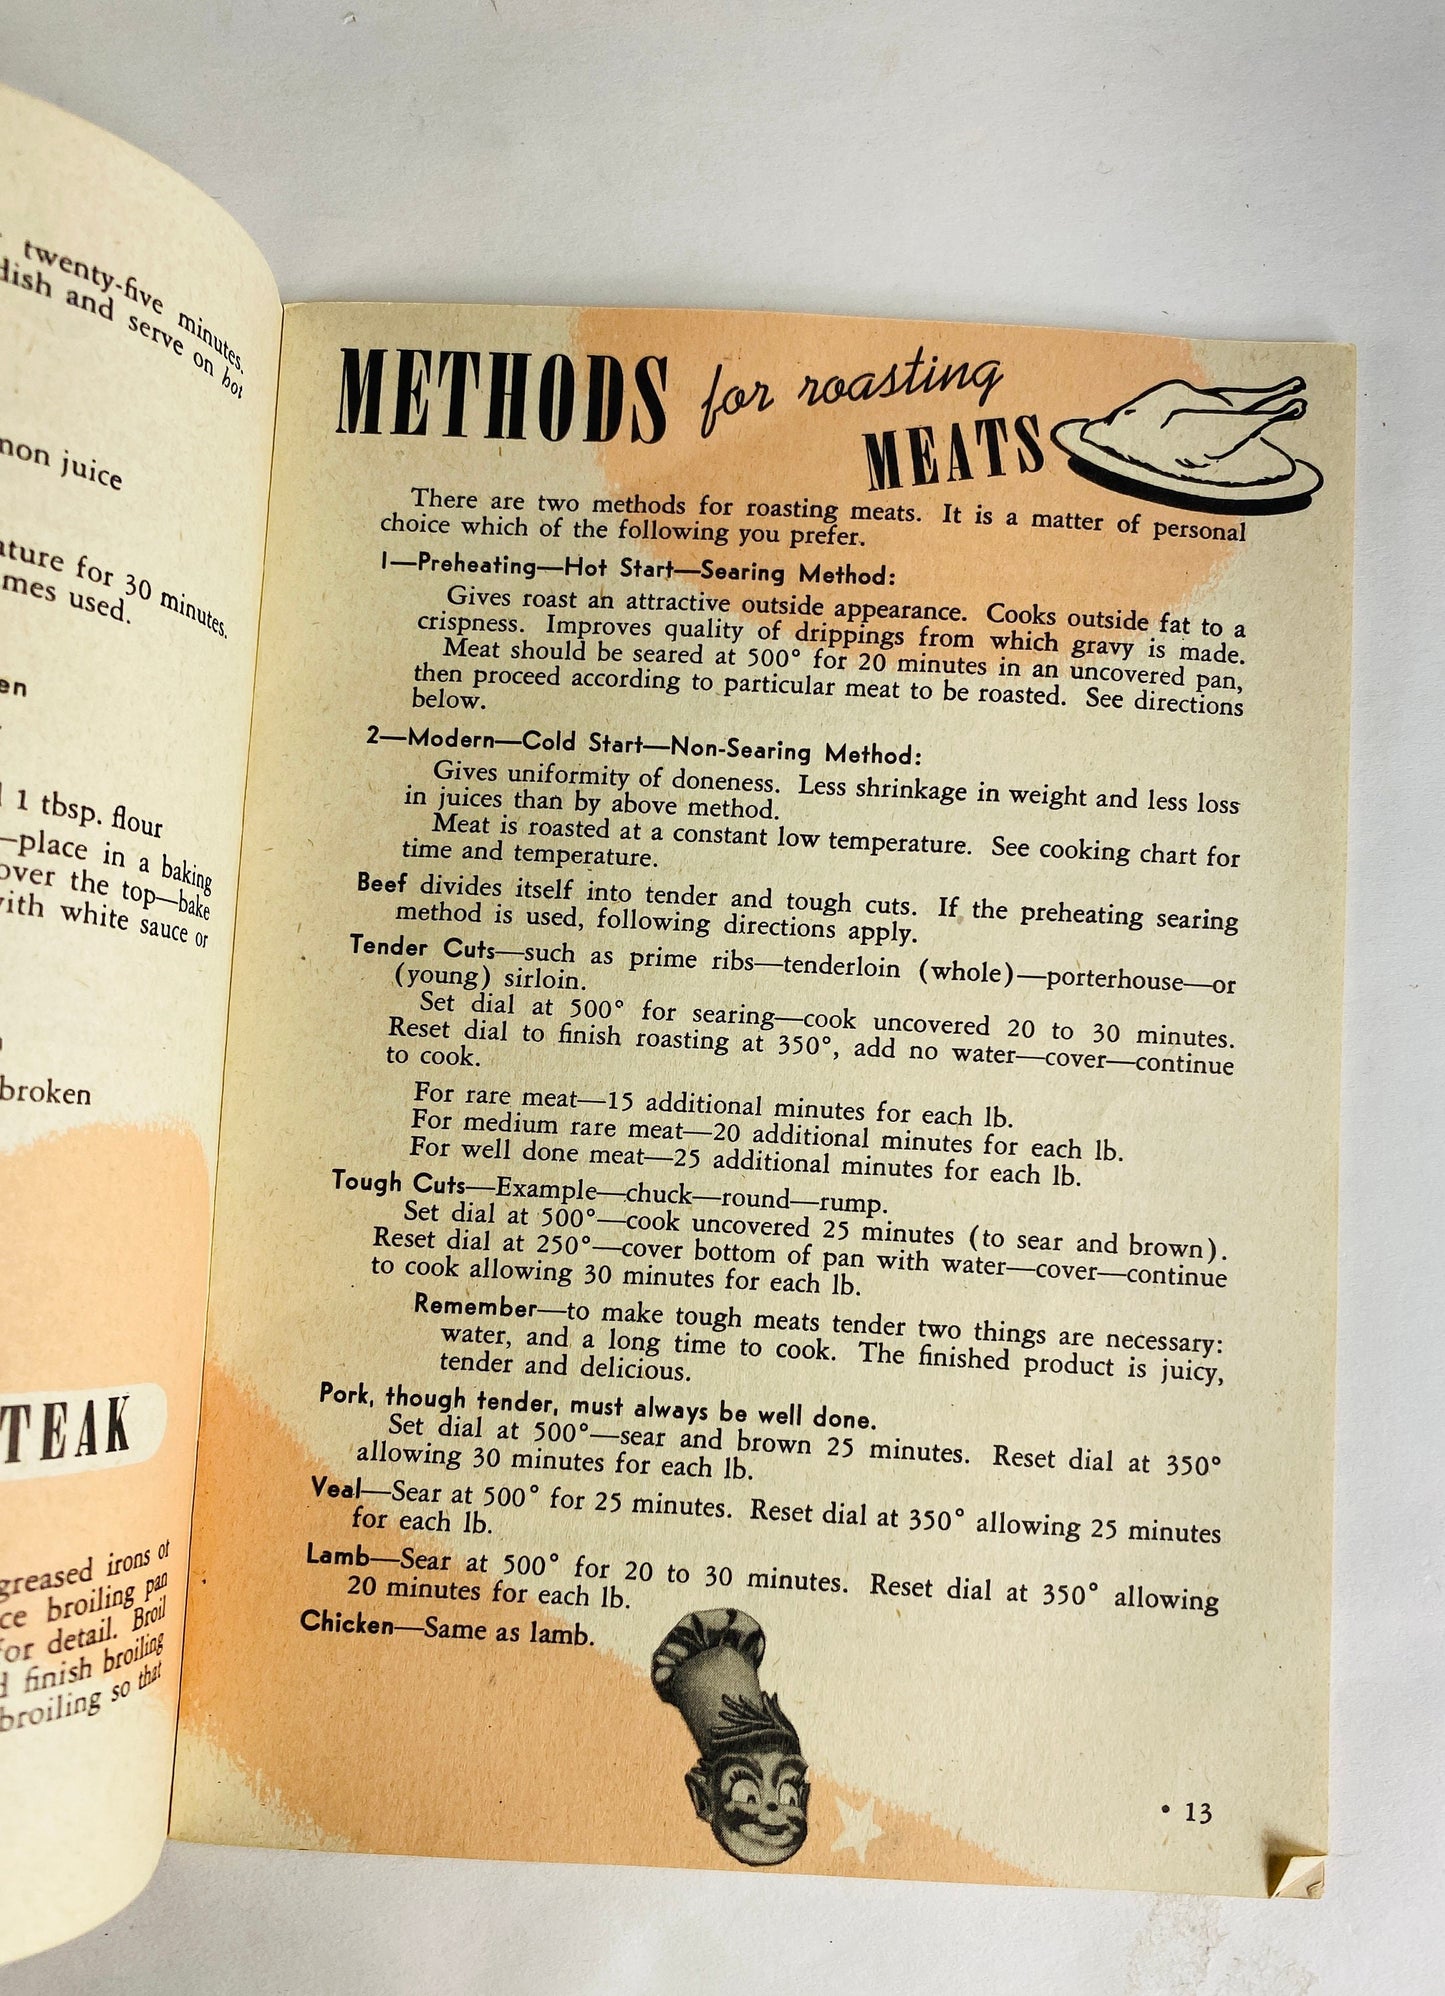 twenty-five minutes.
dish and serve on hot
juice
for 30 minutes.
used.
1 tbsp. flour
—place in a baking
over the top—bake
with white sauce or
broken
greased irons or
broiling pan
for detail. Broil
finish broiling
broiling so that
METHODS for roasting
MEATS
There are two methods for roasting meats. It is a matter of personal
choice which of the following you prefer.
1—Preheating—Hot Start—Searing Method:
Gives roast an attractive outside appearance. Cooks outside fat to a
crispness. Improves quality of drippings from which gravy is made.
Meat should be seared at 500° for 20 minutes in an uncovered pan,
then proceed according to particular meat to be roasted. See directions
below.
2—Modern—Cold Start—Non-Searing Method:
Gives uniformity of doneness. Less shrinkage in weight and less loss
in juices than by above method.
Meat is roasted at a constant low temperature. See cooking chart for
time and temperature.
Beef divides itself into tender and tough cuts. If the preheating searing
method is used, following directions apply.
Tender Cuts—such as prime ribs—tenderloin (whole)—porterhouse—or
(young) sirloin.
Set dial at 500° for searing—cook uncovered 20 to 30 minutes.
Reset dial to finish roasting at 350°, add no water—cover—continue
to cook.
For rare meat—15 additional minutes for each lb.
For medium rare meat—20 additional minutes for each lb.
For well done meat—25 additional minutes for each lb.
Tough Cuts—Example—chuck—round—rump.
Set dial at 500°—cook uncovered 25 minutes (to sear and brown).
Reset dial at 250°—cover bottom of pan with water—cover—continue
to cook allowing 30 minutes for each lb.
Remember—to make tough meats tender two things are necessary:
water, and a long time to cook. The finished product is juicy,
tender and delicious.
Pork, though tender, must always be well done.
Set dial at 500°—sear and brown 25 minutes. Reset dial at 350°
allowing 30 minutes for each lb.
Veal—Sear at 500° for 25 minutes. Reset dial at 350° allowing 25 minutes
for each lb.
Lamb—Sear at 500° for 20 to 30 minutes. Reset dial at 350° allowing
20 minutes for each lb.
Chicken—Same as lamb.
• 13